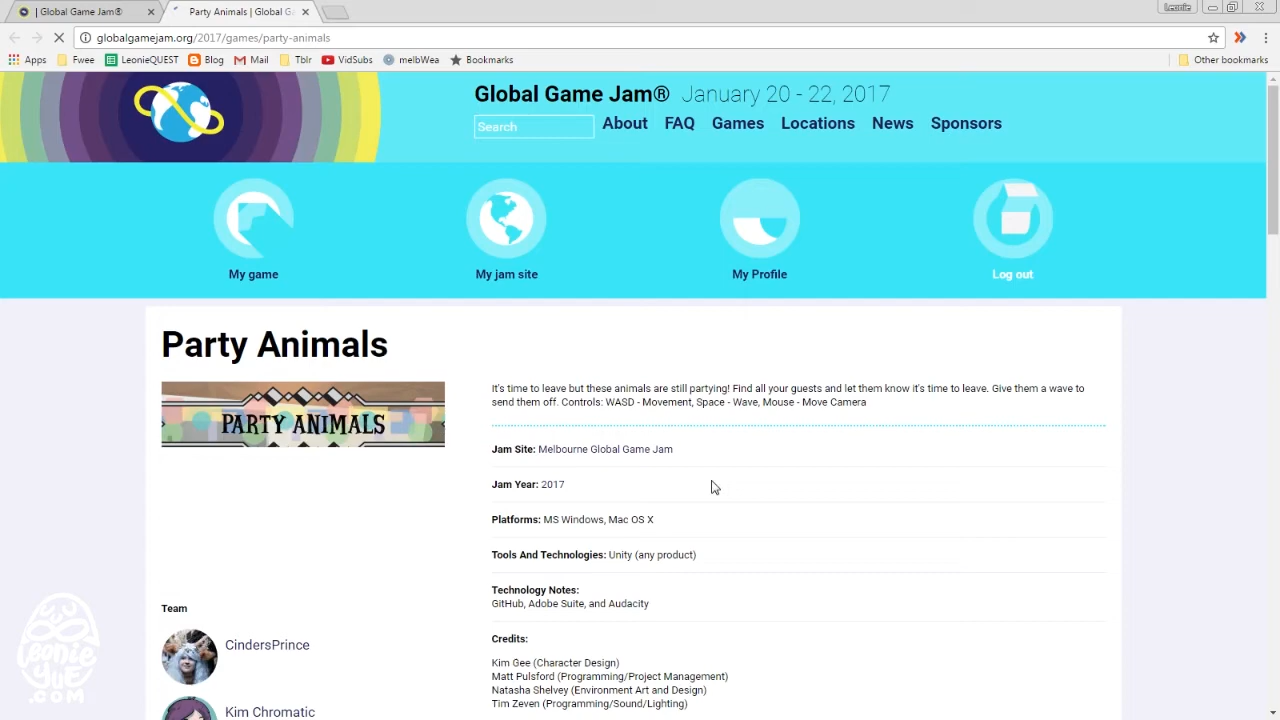 | Global Game Jam®
Party Animals | Global G
Leonie
globalgamejam.org/2017/games/party-animals
Apps Fwee LeonieQUEST Blog Mail Tblr VidSubs melbWea Bookmarks Other bookmarks
Global Game Jam® January 20 - 22, 2017
Search About FAQ Games Locations News Sponsors
My game My jam site My Profile Log out
Party Animals
PARTY ANIMALS
It's time to leave but these animals are still partying! Find all your guests and let them know it's time to leave. Give them a wave to
send them off. Controls: WASD - Movement, Space - Wave, Mouse - Move Camera
Jam Site: Melbourne Global Game Jam
Jam Year: 2017
Platforms: MS Windows, Mac OS X
Tools And Technologies: Unity (any product)
Technology Notes:
GitHub, Adobe Suite, and Audacity
Credits:
Kim Gee (Character Design)
Matt Pulsford (Programming/Project Management)
Natasha Shelvey (Environment Art and Design)
Tim Zeven (Programming/Sound/Lighting)
Team
CindersPrince
Kim Chromatic
BONIE
YUE
.COM